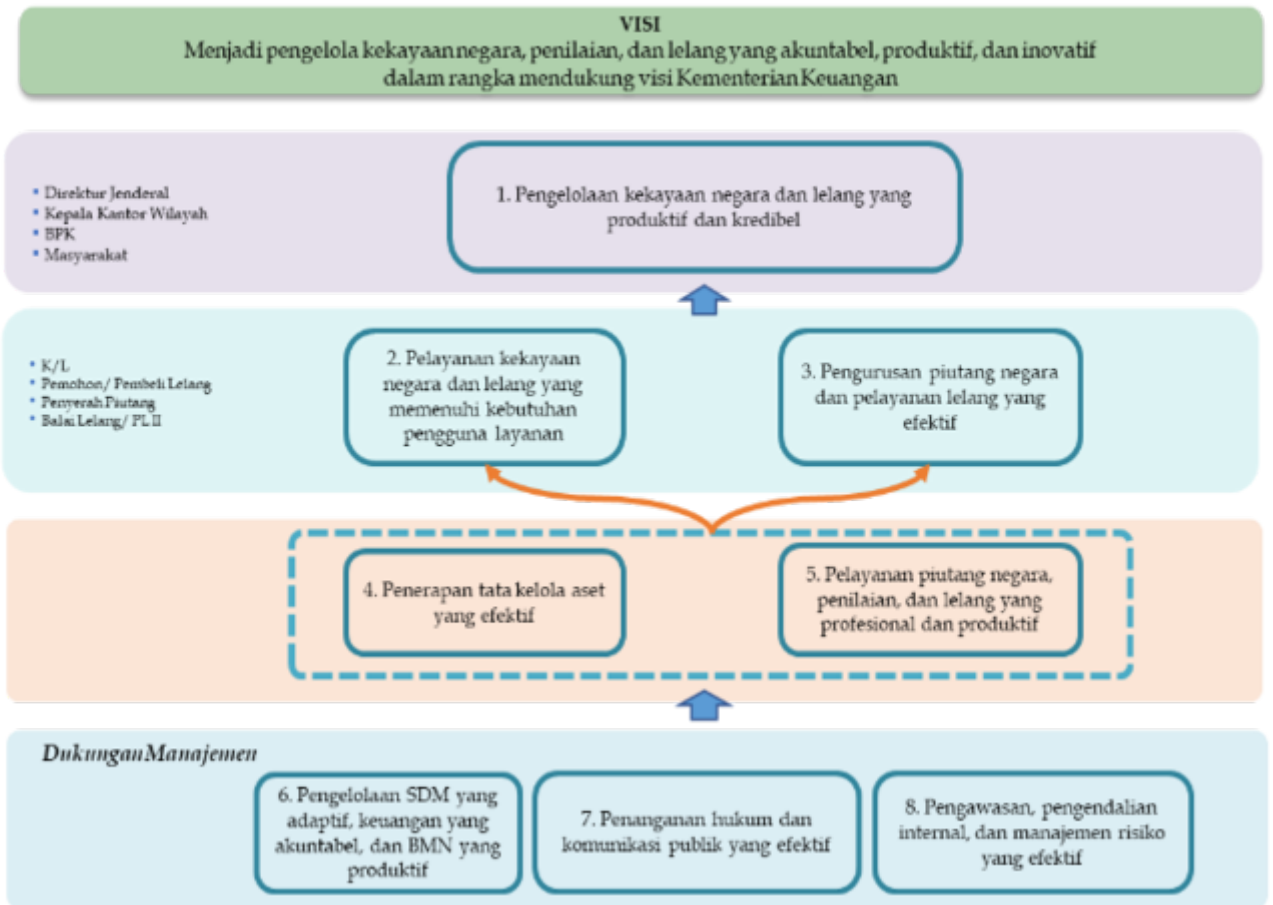 VISI
Menjadi pengelola kekayaan negara, penilaian, dan lelang yang akuntabel, produktif, dan inovatif
dalam rangka mendukung visi Kementerian Keuangan
▪ Direktur Jenderal
▪ Kepala Kantor Wilayah
▪ BPK
▪ Masyarakat
1. Pengelolaan kekayaan negara dan lelang yang
produktif dan kredibel
▪ K/L
▪ Pemohon/ Pembeli Lelang
▪ Penyerah Piutang
▪ Balai Lelang/ PL II
2. Pelayanan kekayaan
negara dan lelang yang
memenuhi kebutuhan
pengguna layanan
3. Pengurusan piutang negara
dan pelayanan lelang yang
efektif
4. Penerapan tata kelola aset
yang efektif
5. Pelayanan piutang negara,
penilaian, dan lelang yang
profesional dan produktif
Dukungan Manajemen
6. Pengelolaan SDM yang
adaptif, keuangan yang
akuntabel, dan BMN yang
produktif
7. Penanganan hukum dan
komunikasi publik yang efektif
8. Pengawasan, pengendalian
internal, dan manajemen risiko
yang efektif